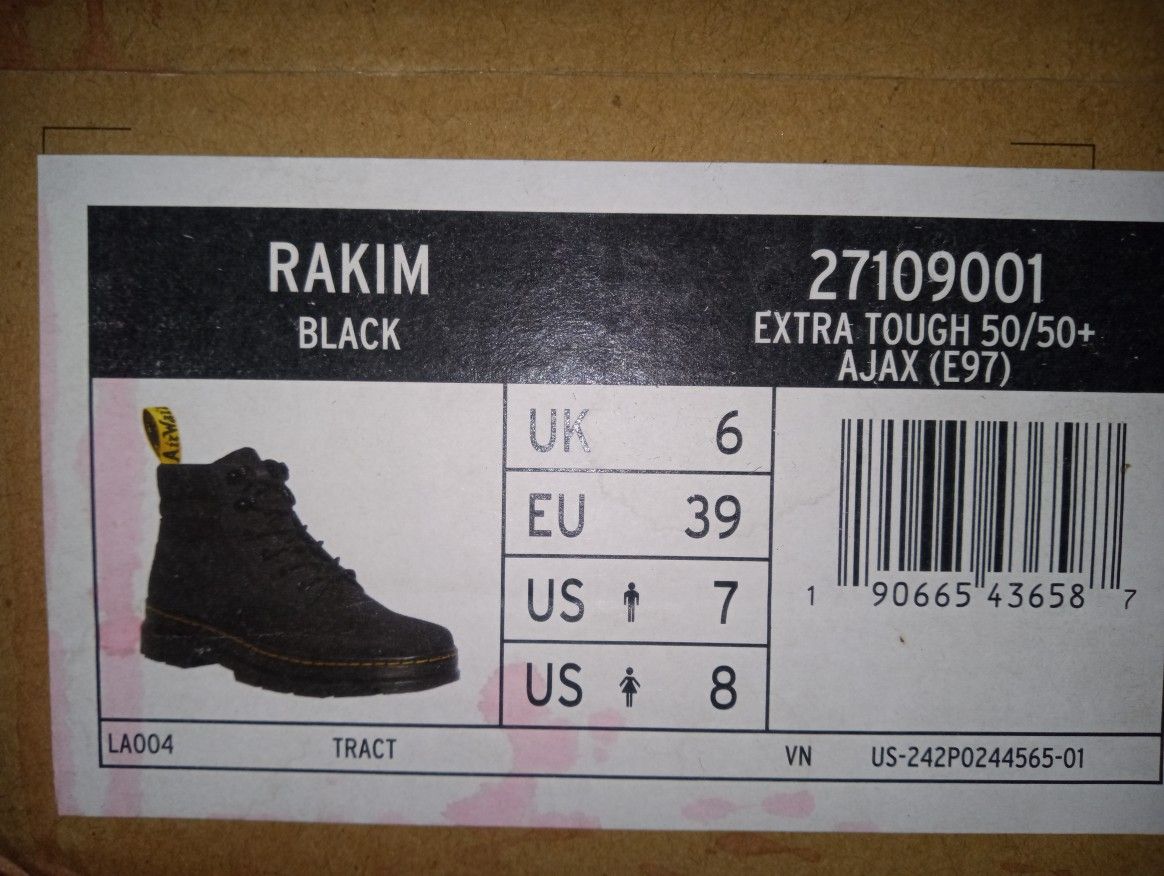 RAKIM
BLACK
27109001
EXTRA TOUGH 50/50+
AJAX (E97)
AirWair
UK 6
EU 39
US 7
US 8
1 90665 43658 7
LA004 TRACT VN US-242P0244565-01